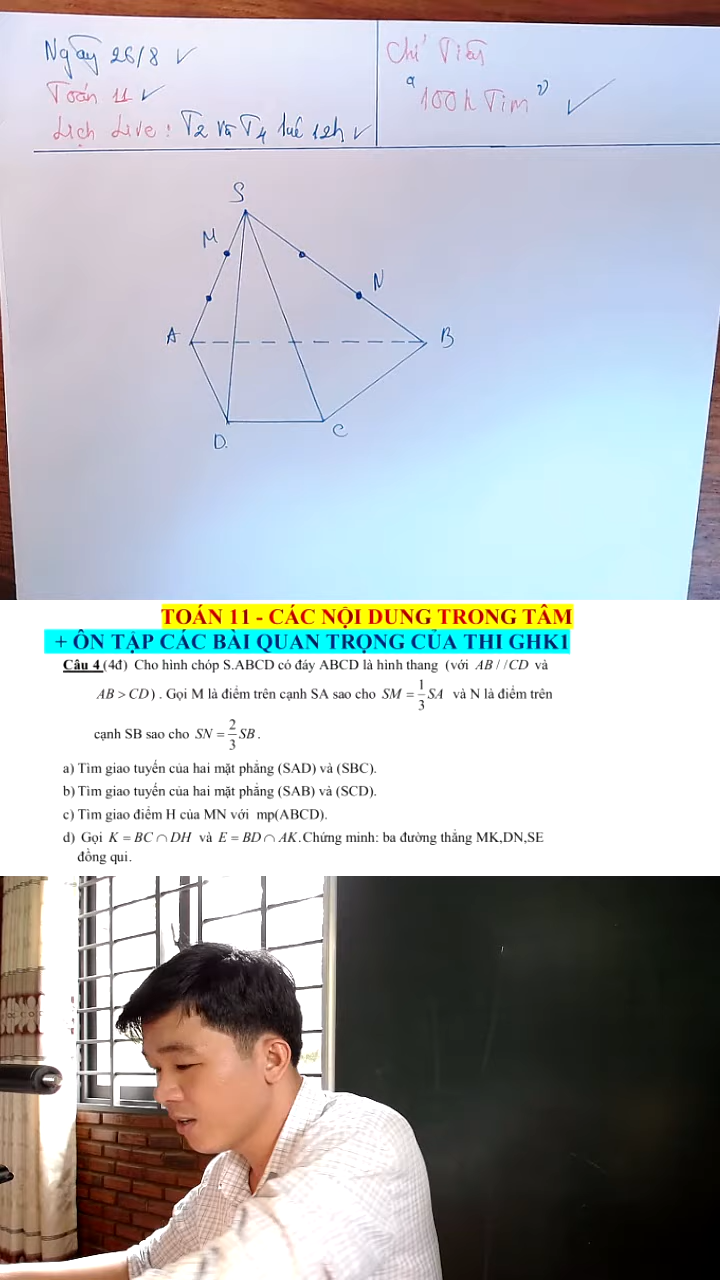 Ngày 26/8
Toán 11
Lịch Live: T2 và T4 lúc 12h
Chỉ Tiêu
"100k Tim"
S
M
N
A
B
D
C
TOÁN 11 - CÁC NỘI DUNG TRONG TÂM
+ ÔN TẬP CÁC BÀI QUAN TRỌNG CỦA THI GHK1
Câu 4 (4đ) Cho hình chóp S.ABCD có đáy ABCD là hình thang (với AB//CD và
AB > CD). Gọi M là điểm trên cạnh SA sao cho SM = 1/3 SA và N là điểm trên
cạnh SB sao cho SN = 2/3 SB.
a) Tìm giao tuyến của hai mặt phẳng (SAD) và (SBC).
b) Tìm giao tuyến của hai mặt phẳng (SAB) và (SCD).
c) Tìm giao điểm H của MN với mp(ABCD).
d) Gọi K = BC ∩ DH và E = BD ∩ AK.Chứng minh: ba đường thẳng MK,DN,SE
đồng qui.